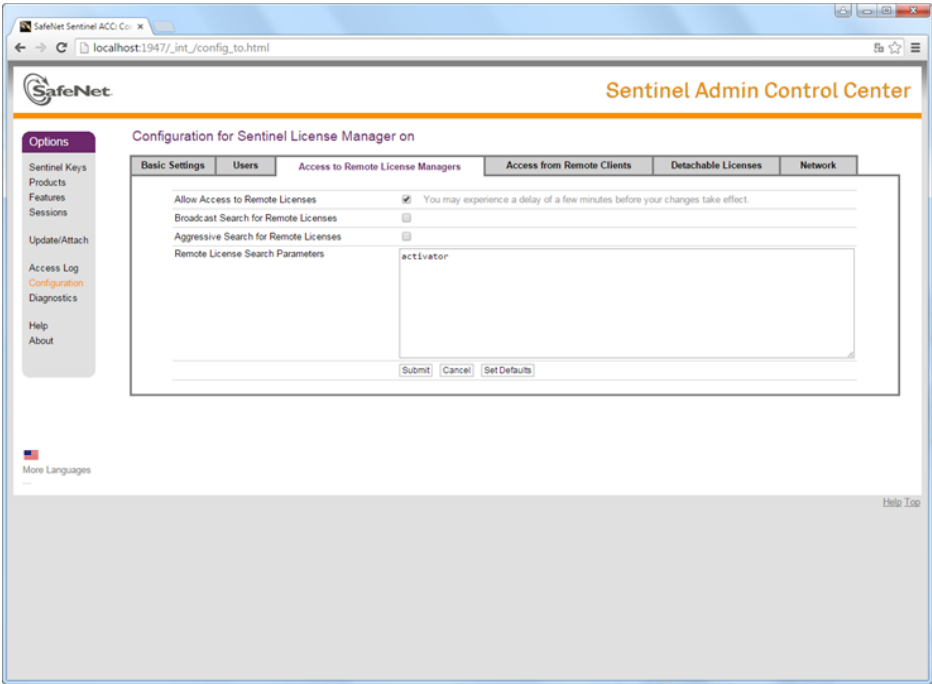 SafeNet Sentinel ACC: Co
localhost:1947/_int_/config_to.html
SafeNet.
Sentinel Admin Control Center
Options
Sentinel Keys
Products
Features
Sessions
Update/Attach
Access Log
Configuration
Diagnostics
Help
About
Configuration for Sentinel License Manager on
Basic Settings Users Access to Remote License Managers Access from Remote Clients Detachable Licenses Network
Allow Access to Remote Licenses You may experience a delay of a few minutes before your changes take effect.
Broadcast Search for Remote Licenses
Aggressive Search for Remote Licenses
Remote License Search Parameters activator
Submit Cancel Set Defaults
More Languages
Help Top